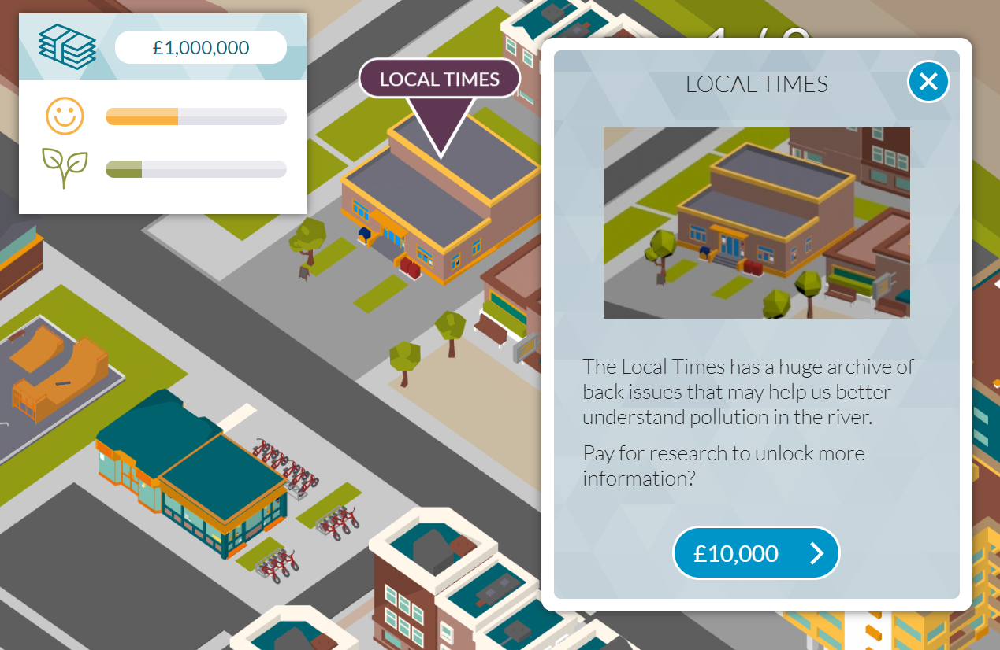 £1,000,000
LOCAL TIMES
LOCAL TIMES
The Local Times has a huge archive of
back issues that may help us better
understand pollution in the river.
Pay for research to unlock more
information?
£10,000